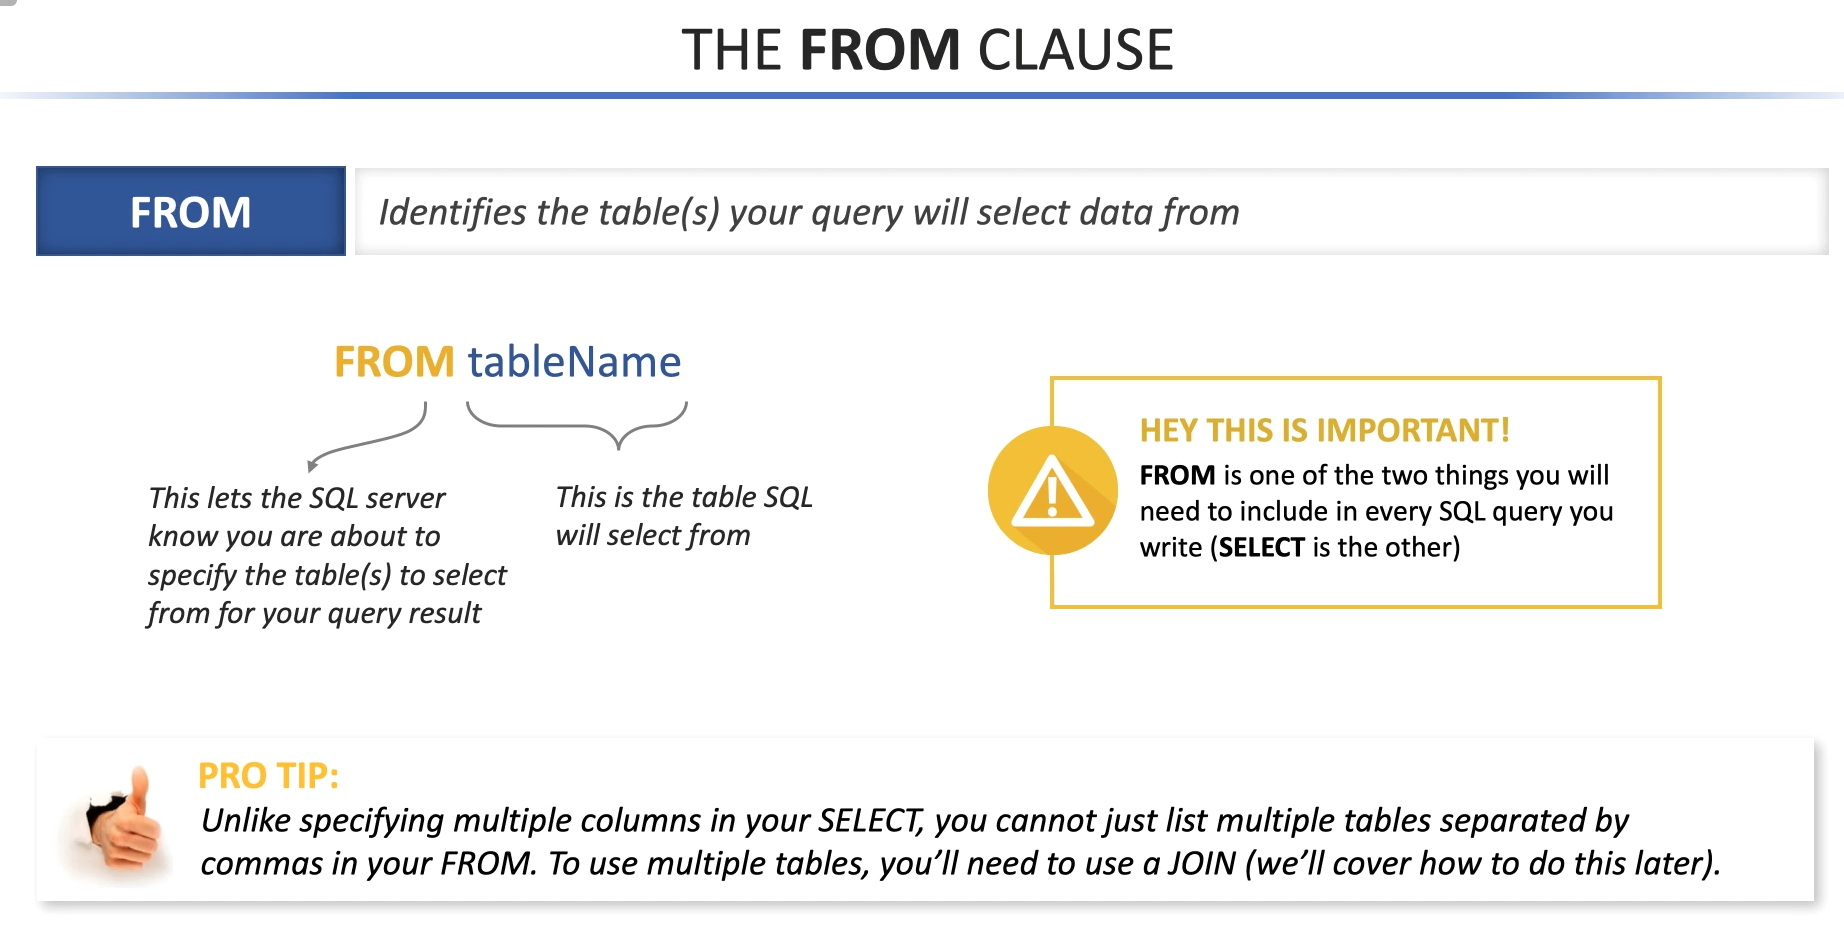 THE FROM CLAUSE
FROM
Identifies the table(s) your query will select data from
FROM tableName
This lets the SQL server
know you are about to
specify the table(s) to select
from for your query result
This is the table SQL
will select from
HEY THIS IS IMPORTANT!
FROM is one of the two things you will
need to include in every SQL query you
write (SELECT is the other)
PRO TIP:
Unlike specifying multiple columns in your SELECT, you cannot just list multiple tables separated by
commas in your FROM. To use multiple tables, you’ll need to use a JOIN (we’ll cover how to do this later).